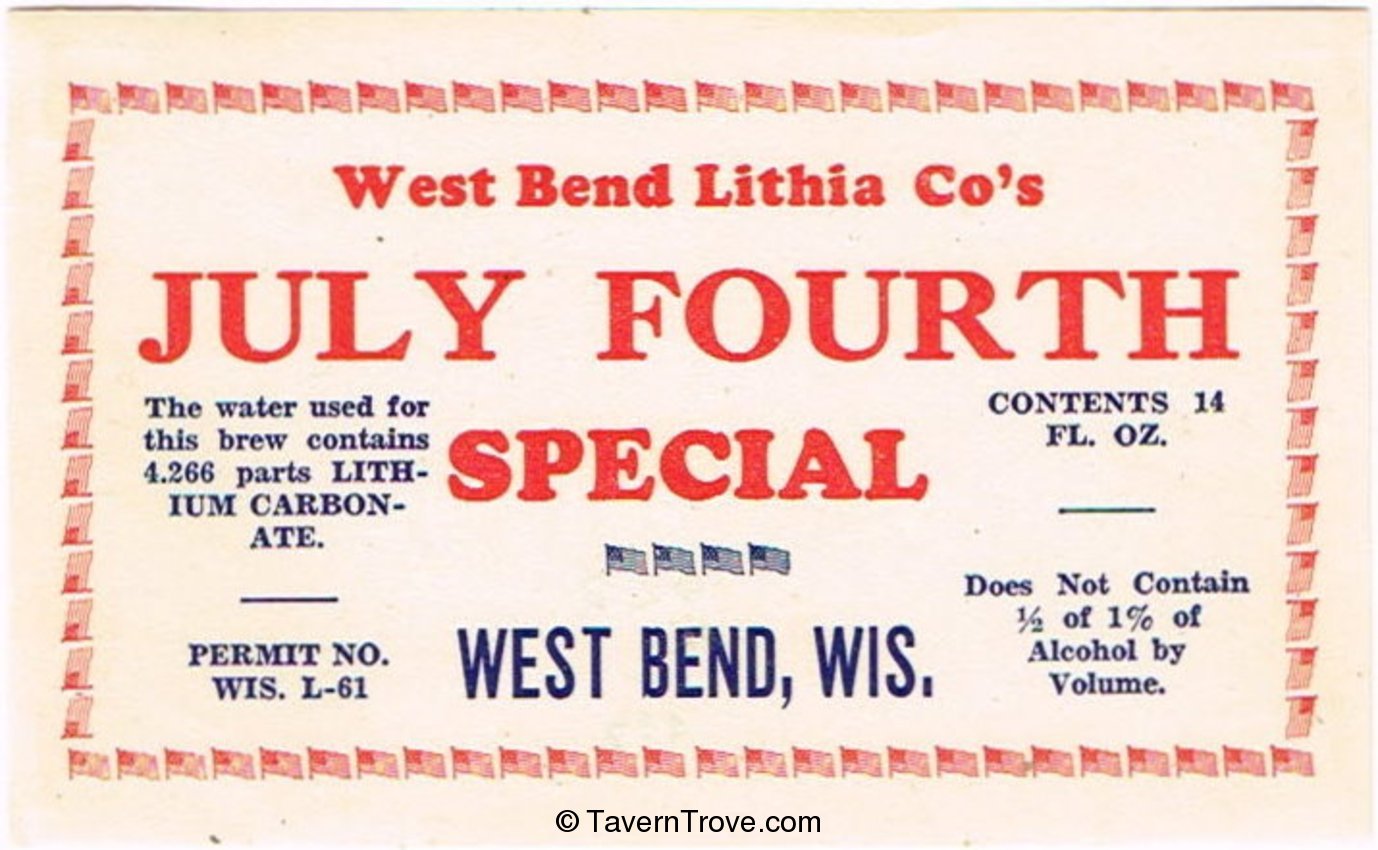 West Bend Lithia Co's
JULY FOURTH
SPECIAL
The water used for
this brew contains
4.266 parts LITH-
IUM CARBON-
ATE.
PERMIT NO.
WIS. L-61
WEST BEND, WIS.
CONTENTS 14
FL. OZ.
Does Not Contain
½ of 1% of
Alcohol by
Volume.
© TavernTrove.com